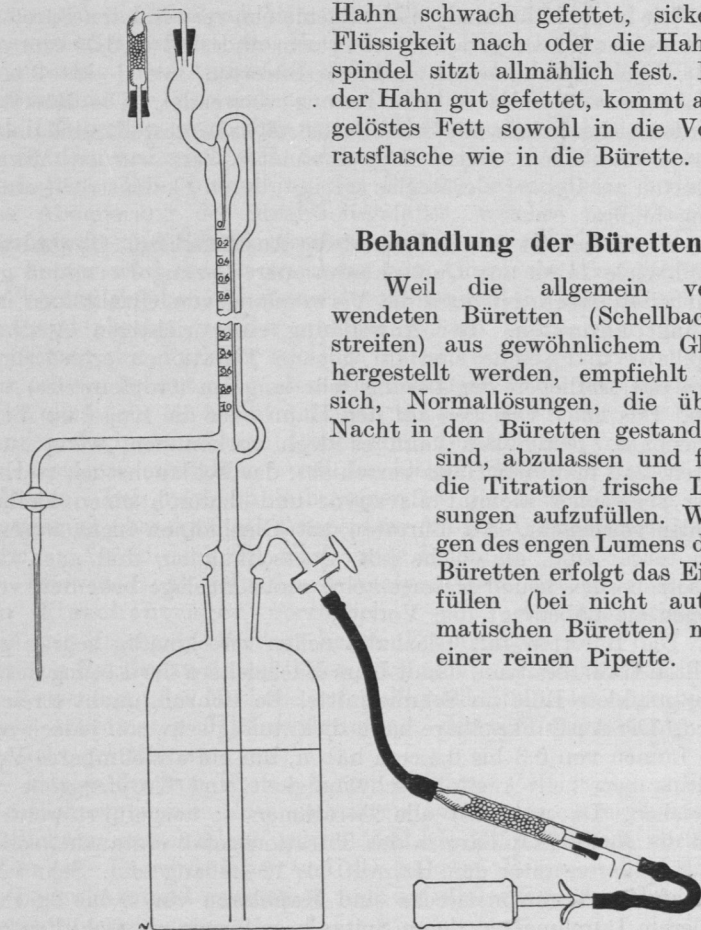 Hahn schwach gefettet, sicke
Flüssigkeit nach oder die Hah
spindel sitzt allmählich fest.
der Hahn gut gefettet, kommt a
gelöstes Fett sowohl in die Vo
ratsflasche wie in die Bürette.
Behandlung der Büretten
Weil die allgemein ve
wendeten Büretten (Schellbac
streifen) aus gewöhnlichem Gl
hergestellt werden, empfiehlt
sich, Normallösungen, die üb
Nacht in den Büretten gestand
sind, abzulassen und f
die Titration frische L
sungen aufzufüllen. W
gen des engen Lumens d
Büretten erfolgt das Ei
füllen (bei nicht aut
matischen Büretten) m
einer reinen Pipette.